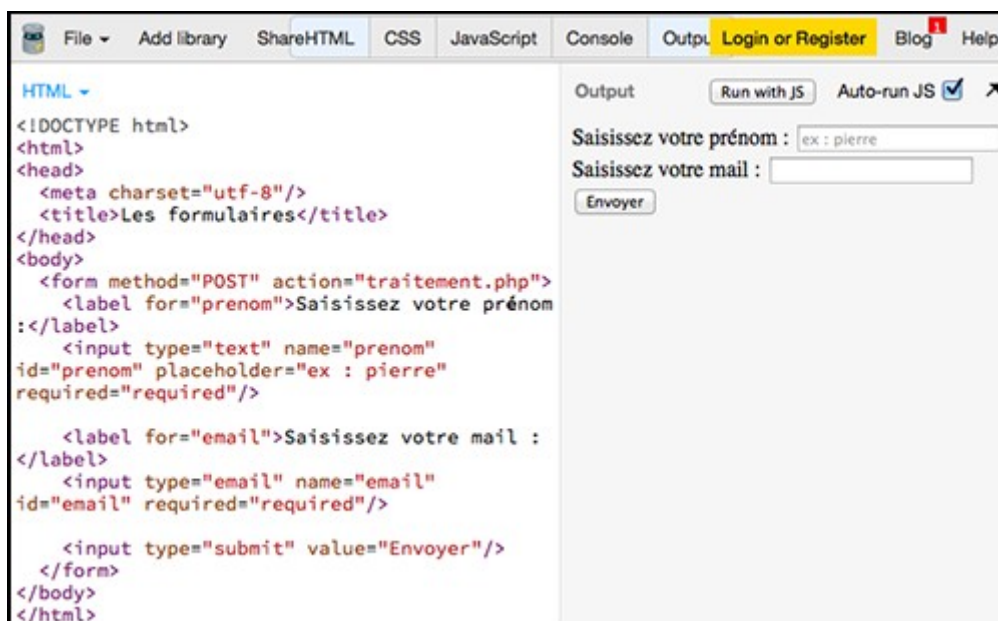 File Add library ShareHTML CSS JavaScript Console Outpu Login or Register Blog 1 Help
HTML
Output Run with JS Auto-run JS
<!DOCTYPE html>
<html>
<head>
<meta charset="utf-8"/>
<title>Les formulaires</title>
</head>
<body>
<form method="POST" action="traitement.php">
<label for="prenom">Saisissez votre prénom
:</label>
<input type="text" name="prenom"
id="prenom" placeholder="ex : pierre"
required="required"/>
<label for="email">Saisissez votre mail :
</label>
<input type="email" name="email"
id="email" required="required"/>
<input type="submit" value="Envoyer"/>
</form>
</body>
</html>
Saisissez votre prénom : ex : pierre
Saisissez votre mail :
Envoyer